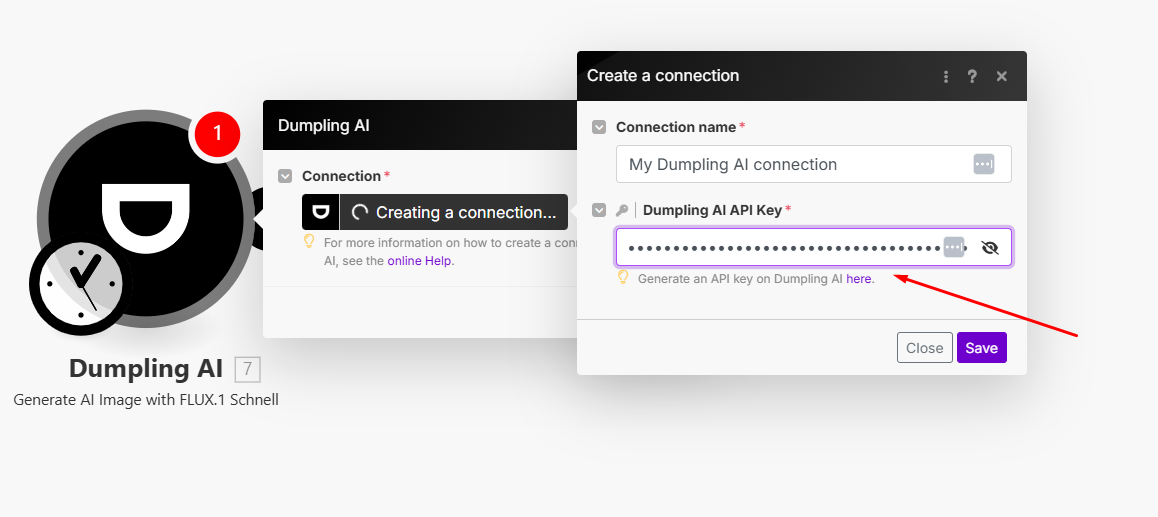 1
Dumpling AI 7
Generate AI Image with FLUX.1 Schnell
Dumpling AI
Connection *
Creating a connection...
For more information on how to create a con
AI, see the online Help.
Create a connection
Connection name *
My Dumpling AI connection
Dumpling AI API Key *
••••••••••••••••••••••••••••••••••••
Generate an API key on Dumpling AI here.
Close Save